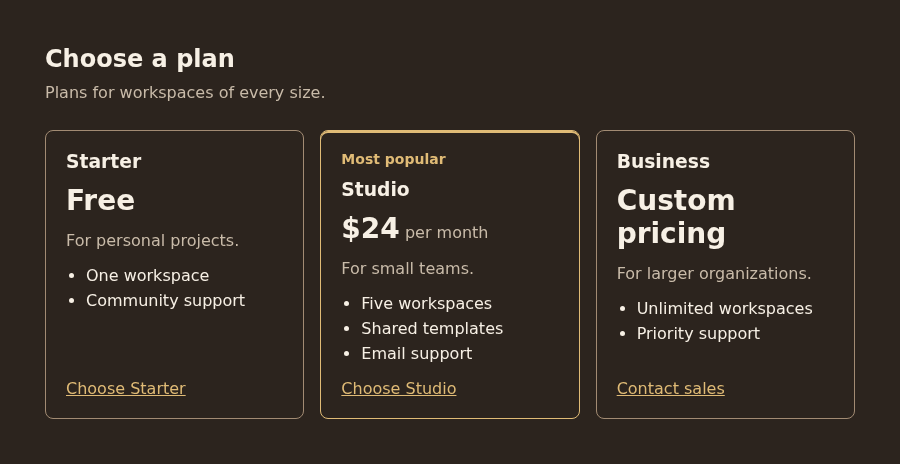 Choose a plan
Plans for workspaces of every size.
Starter
Free
For personal projects.
• One workspace
• Community support
Choose Starter
Most popular
Studio
$24 per month
For small teams.
• Five workspaces
• Shared templates
• Email support
Choose Studio
Business
Custom
pricing
For larger organizations.
• Unlimited workspaces
• Priority support
Contact sales